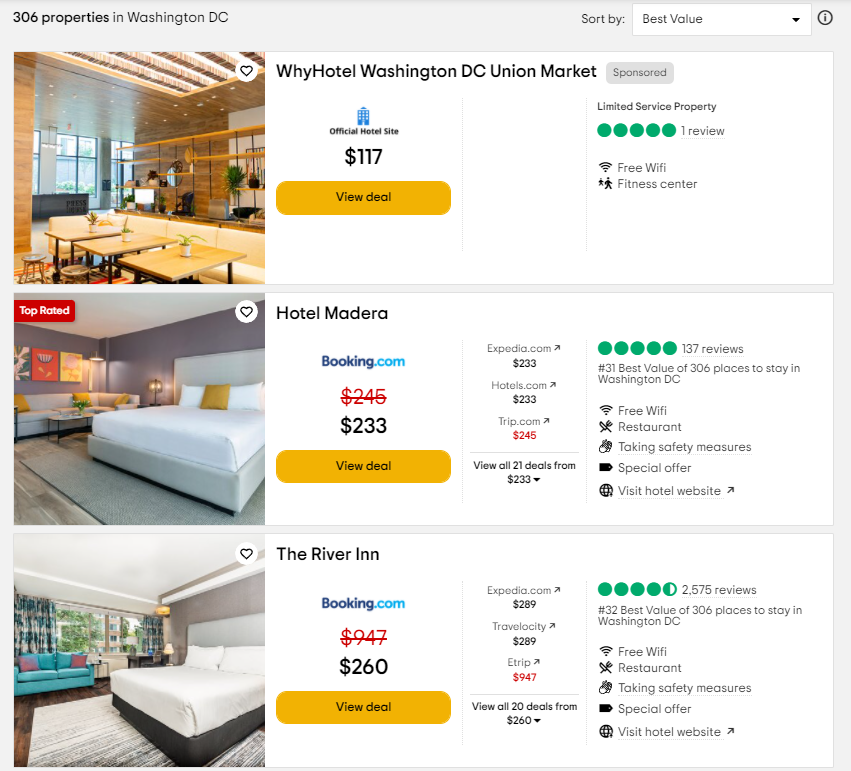 306 properties in Washington DC
Sort by:
Best Value
WhyHotel Washington DC Union Market
Sponsored
Official Hotel Site
$117
View deal
Limited Service Property
1 review
Free Wifi
Fitness center
Top Rated
Hotel Madera
Booking.com
$245
$233
View deal
Expedia.com
$233
Hotels.com
$233
Trip.com
$245
View all 21 deals from
$233
137 reviews
#31 Best Value of 306 places to stay in
Washington DC
Free Wifi
Restaurant
Taking safety measures
Special offer
Visit hotel website
The River Inn
Booking.com
$947
$260
View deal
Expedia.com
$289
Travelocity
$289
Etrip
$947
View all 20 deals from
$260
2,575 reviews
#32 Best Value of 306 places to stay in
Washington DC
Free Wifi
Restaurant
Taking safety measures
Special offer
Visit hotel website